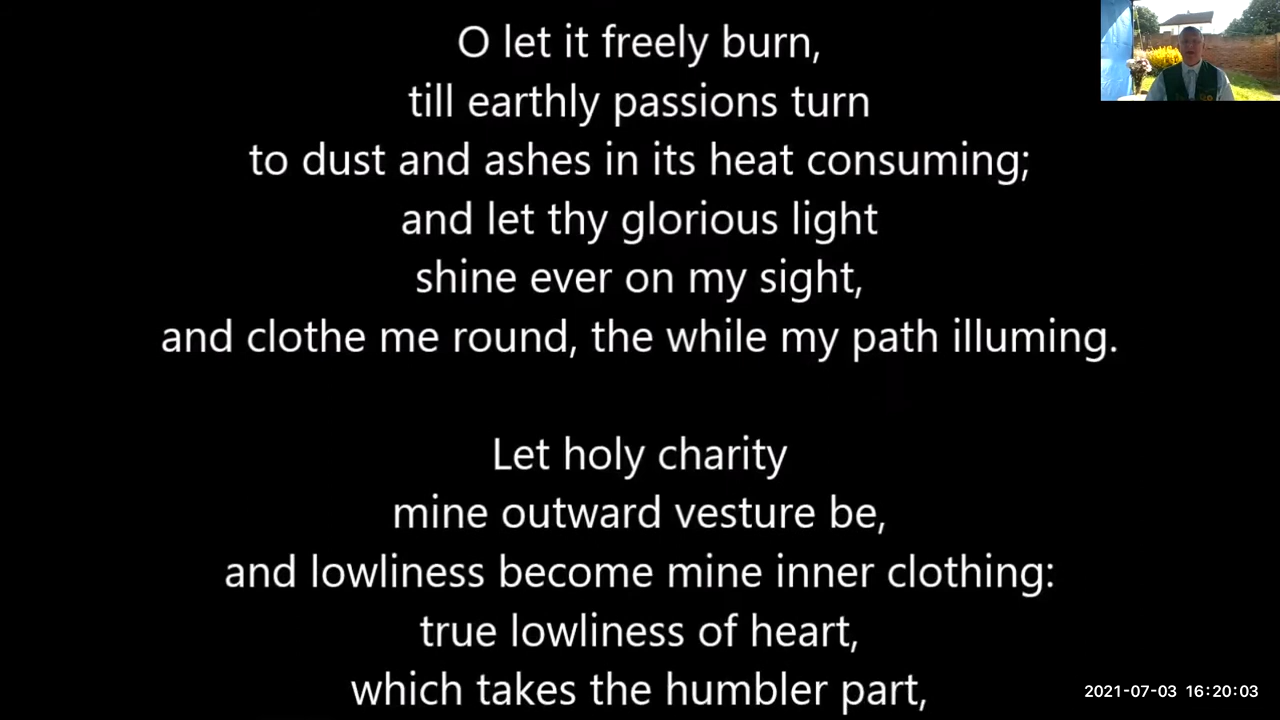 O let it freely burn,
till earthly passions turn
to dust and ashes in its heat consuming;
and let thy glorious light
shine ever on my sight,
and clothe me round, the while my path illuming.
Let holy charity
mine outward vesture be,
and lowliness become mine inner clothing:
true lowliness of heart,
which takes the humbler part,
2021-07-03 16:20:03